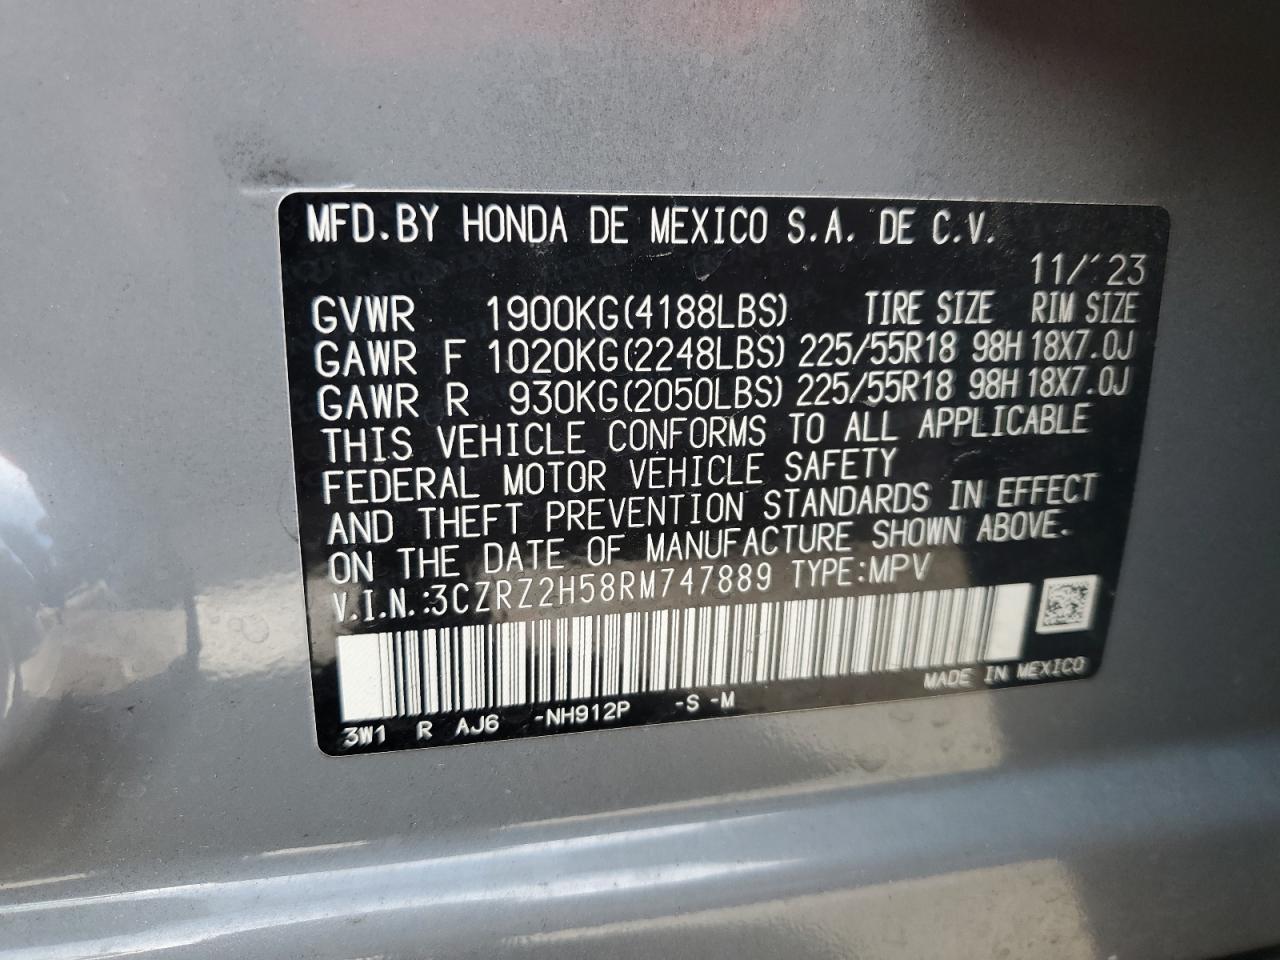 MFD.BY HONDA DE MEXICO S.A. DE C.V.
11/'23
GVWR 1900KG(4188LBS) TIRE SIZE RIM SIZE
GAWR F 1020KG(2248LBS) 225/55R18 98H 18X7.0J
GAWR R 930KG(2050LBS) 225/55R18 98H 18X7.0J
THIS VEHICLE CONFORMS TO ALL APPLICABLE
FEDERAL MOTOR VEHICLE SAFETY
AND THEFT PREVENTION STANDARDS IN EFFECT
ON THE DATE OF MANUFACTURE SHOWN ABOVE.
V.I.N.:3CZRZ2H58RM747889 TYPE:MPV
MADE IN MEXICO
3W1 R AJ6 -NH912P -S -M